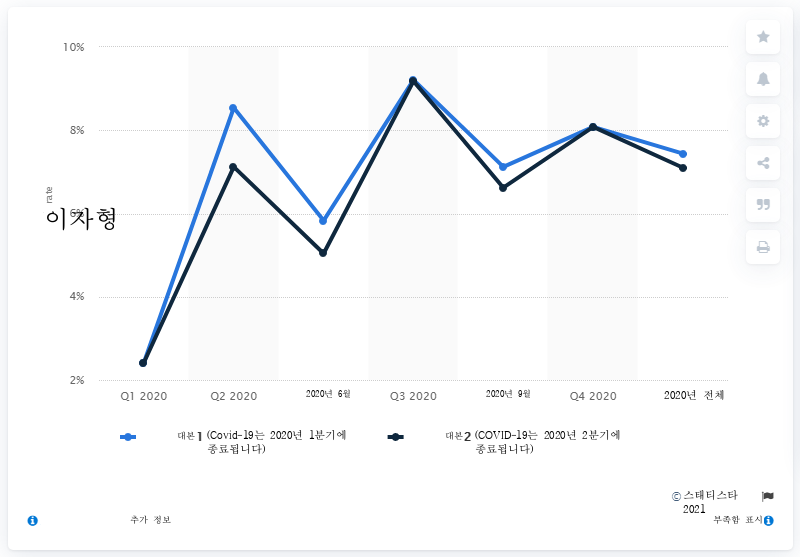 10%
8%
rate
6%
이자형
4%
2%
Q1 2020
Q2 2020
2020년 6월
Q3 2020
2020년 9월
Q4 2020
2020년 전체
대본1 (Covid-19는 2020년 1분기에
종료됩니다)
대본2 (COVID-19는 2020년 2분기에
종료됩니다)
© 스태티스타
2021
추가 정보
부족함 표시